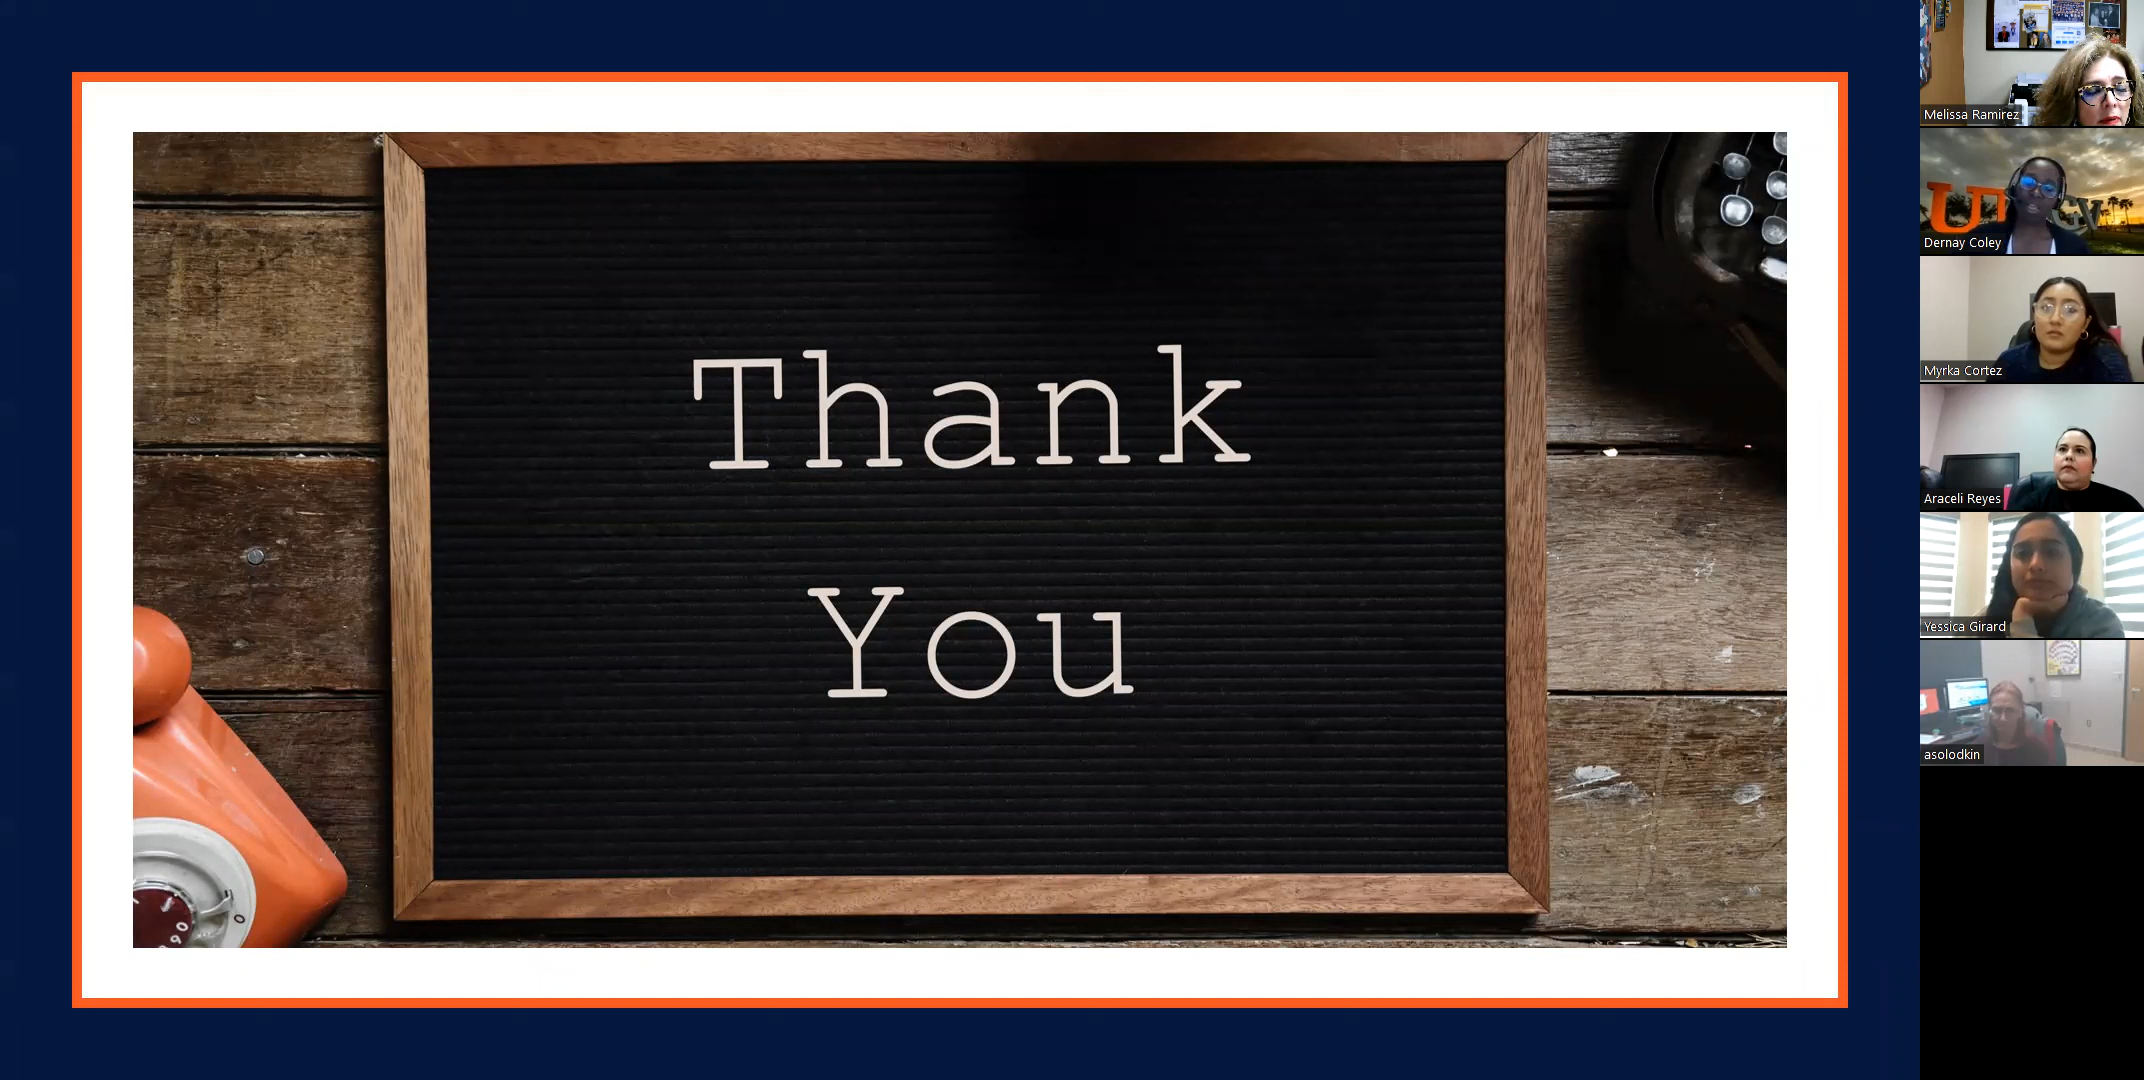 Thank
You
Melissa Ramirez
Dernay Coley
Myrka Cortez
Araceli Reyes
Yessica Girard
asolodkin